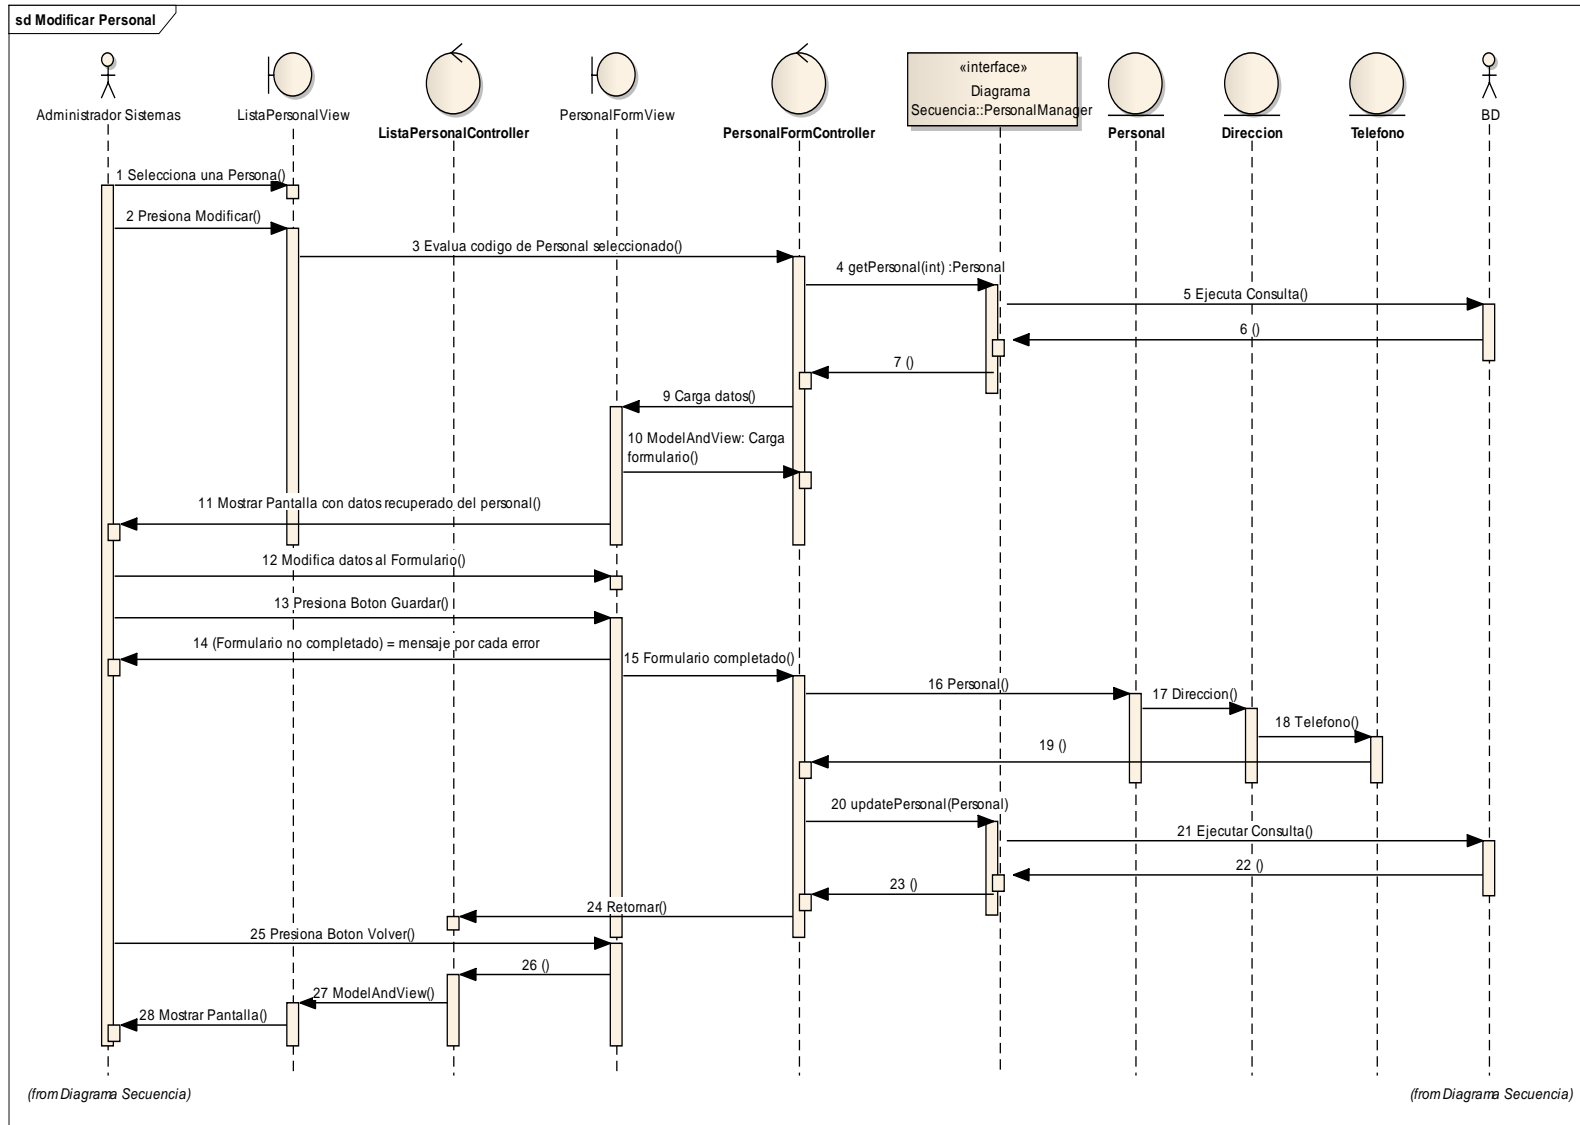 sd Modificar Personal
Administrador Sistemas
ListaPersonalView
ListaPersonalController
PersonalFormView
PersonalFormController
«interface»
Diagrama
Secuencia::PersonalManager
Personal
Direccion
Telefono
BD
1 Selecciona una Persona()
2 Presiona Modificar()
3 Evalua codigo de Personal seleccionado()
4 getPersonal(int) :Personal
5 Ejecuta Consulta()
6 ()
7 ()
9 Carga datos()
10 ModelAndView: Carga
formulario()
11 Mostrar Pantalla con datos recuperado del personal()
12 Modifica datos al Formulario()
13 Presiona Boton Guardar()
14 (Formulario no completado) = mensaje por cada error
15 Formulario completado()
16 Personal()
17 Direccion()
18 Telefono()
19 ()
20 updatePersonal(Personal)
21 Ejecutar Consulta()
22 ()
23 ()
24 Retornar()
25 Presiona Boton Volver()
26 ()
27 ModelAndView()
28 Mostrar Pantalla()
(from Diagrama Secuencia)
(from Diagrama Secuencia)